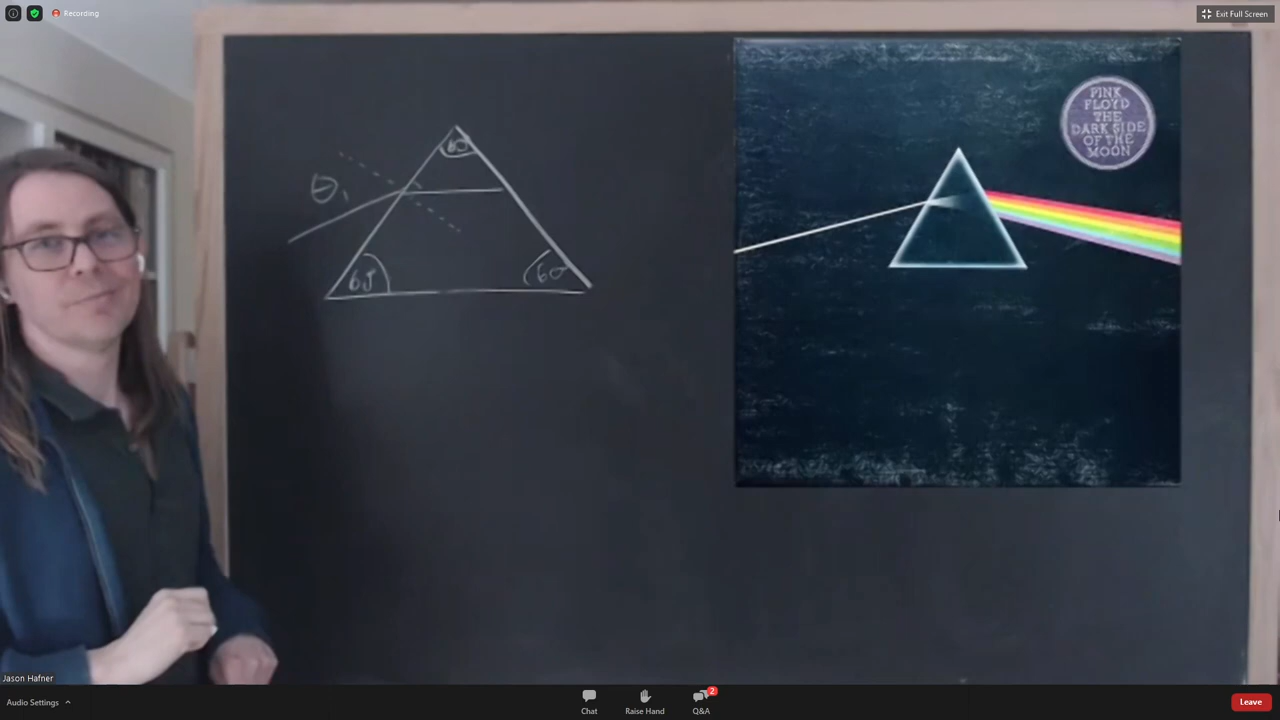 Recording
Exit Full Screen
60
PINK
FLOYD
THE
DARK SIDE
OF THE
MOON
θ₁
60
60
Jason Hafner
Audio Settings
Chat
Raise Hand
2
Q&A
Leave